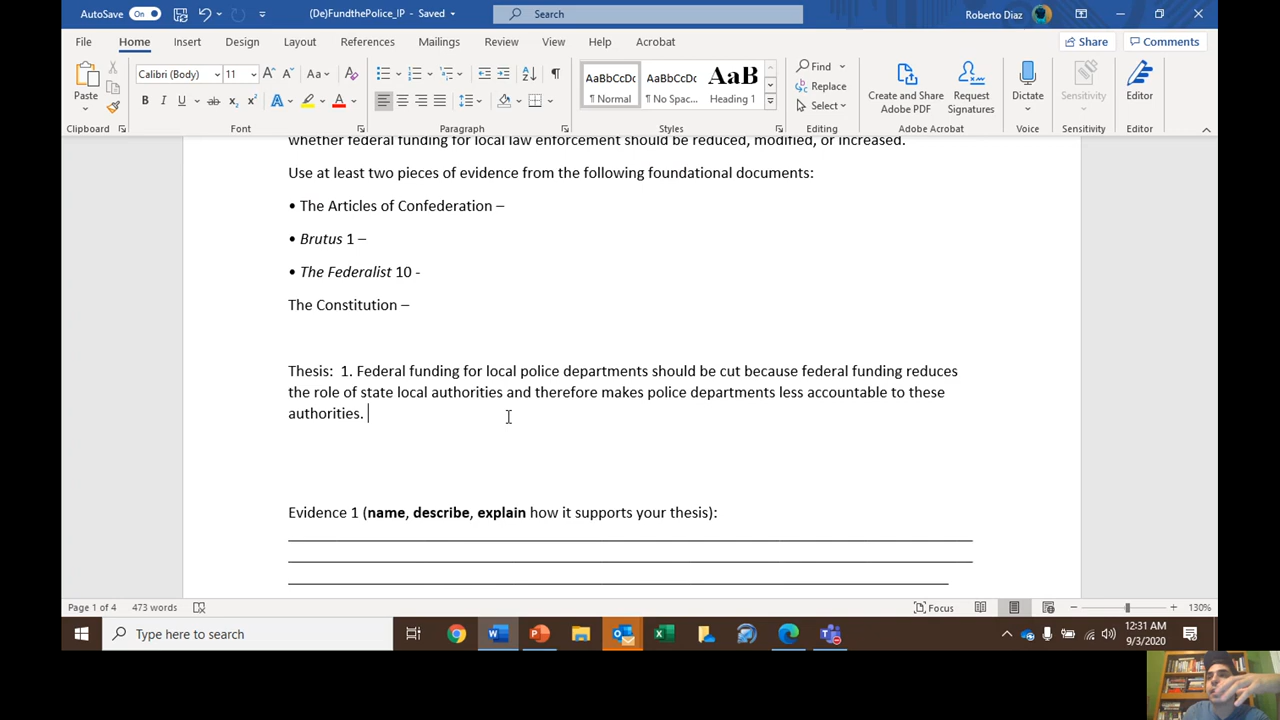 AutoSave On (De)FundthePolice_IP - Saved Search Roberto Diaz
File Home Insert Design Layout References Mailings Review View Help Acrobat Share Comments
Paste Calibri (Body) 11 Aa AaBbCcDc AaBbCcDc AaB Find Replace Select Create and Share Adobe PDF Request Signatures Dictate Sensitivity Editor
¶ Normal ¶ No Spac... Heading 1
Clipboard Font Paragraph Styles Editing Adobe Acrobat Voice Sensitivity Editor
whether federal funding for local law enforcement should be reduced, modified, or increased.
Use at least two pieces of evidence from the following foundational documents:
• The Articles of Confederation –
• Brutus 1 –
• The Federalist 10 -
The Constitution –
Thesis:  1. Federal funding for local police departments should be cut because federal funding reduces
the role of state local authorities and therefore makes police departments less accountable to these
authorities.
Evidence 1 (name, describe, explain how it supports your thesis):
Page 1 of 4 473 words Focus 130%
Type here to search 12:31 AM
9/3/2020